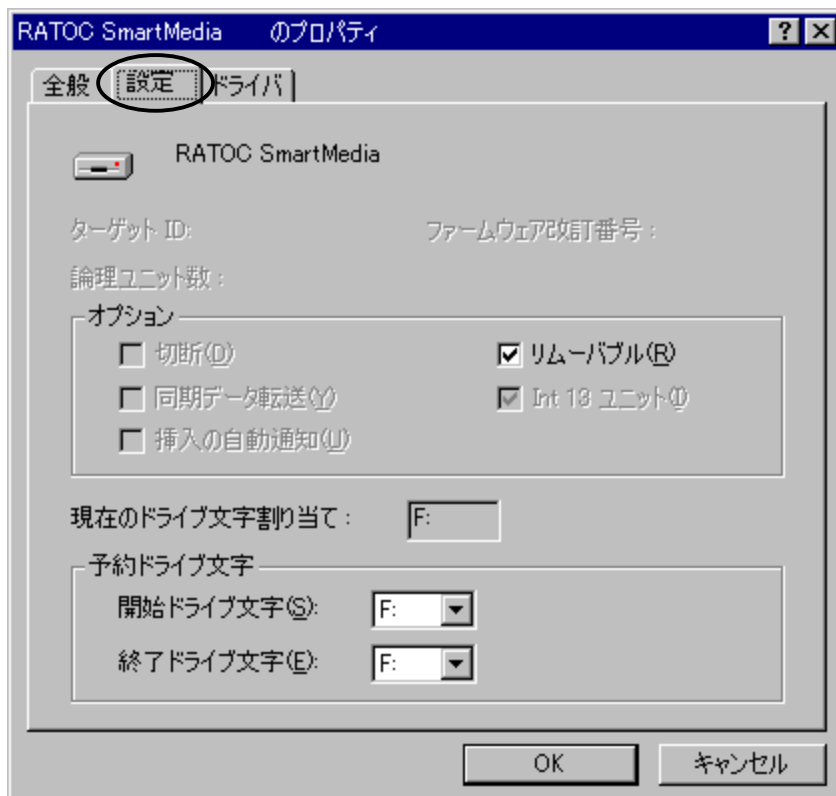 RATOC SmartMedia のプロパティ
全般 設定 ドライバ
RATOC SmartMedia
ターゲット ID: ファームウェア改訂番号:
論理ユニット数:
オプション
切断(D) リムーバブル(R)
同期データ転送(Y) Int 13 ユニット(I)
挿入の自動通知(U)
現在のドライブ文字割り当て: F:
予約ドライブ文字
開始ドライブ文字(S): F:
終了ドライブ文字(E): F:
OK キャンセル